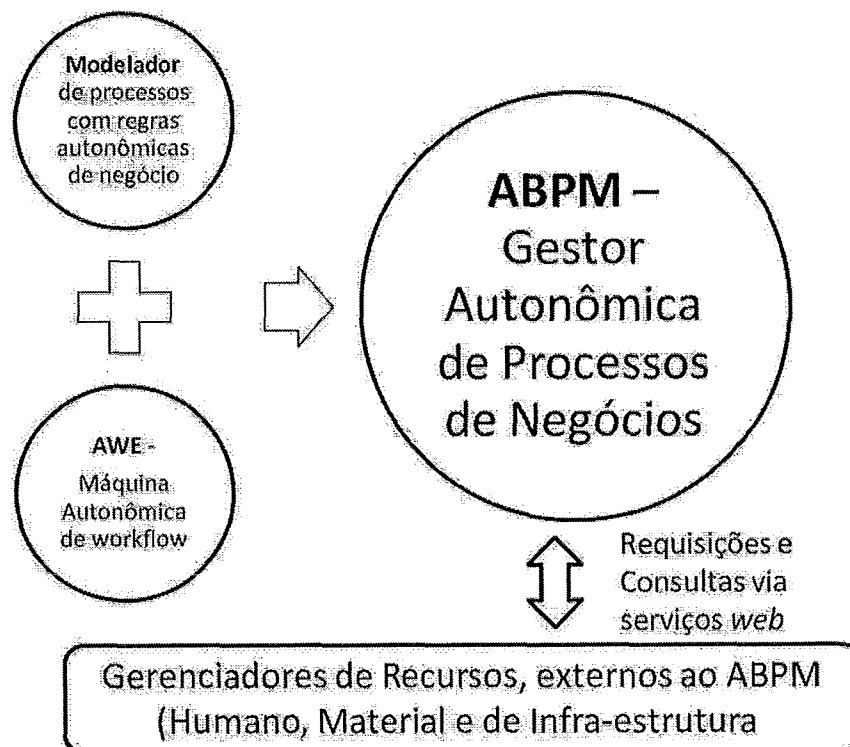 Modelador
de processos
com regras
autonômicas
de negócio
AWE -
Máquina
Autonômica
de workflow
ABPM –
Gestor
Autonômica
de Processos
de Negócios
Requisições e
Consultas via
serviços web
Gerenciadores de Recursos, externos ao ABPM
(Humano, Material e de Infra-estrutura